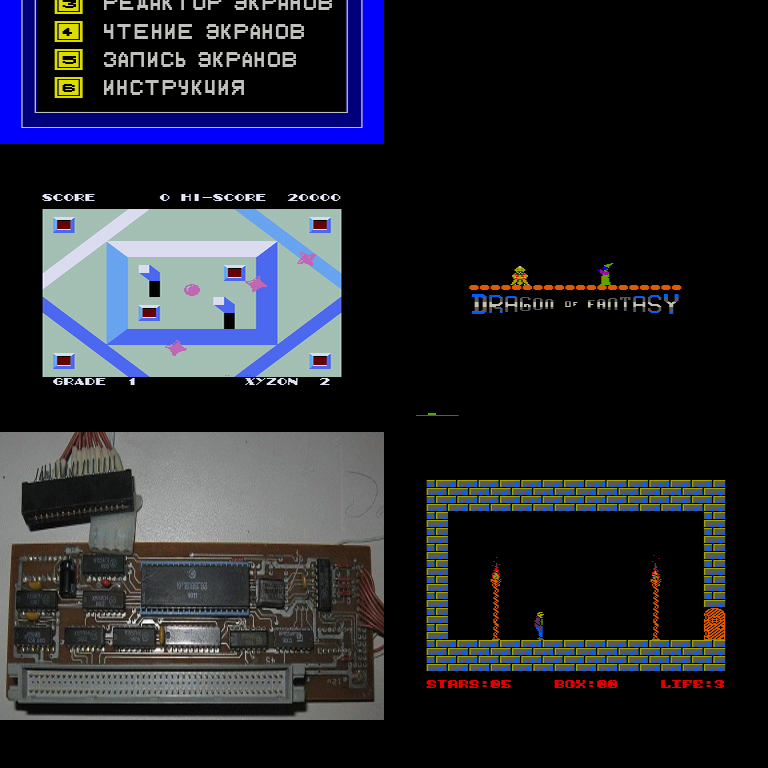 3 РЕДАКТОР ЭКРАНОВ
4 ЧТЕНИЕ ЭКРАНОВ
5 ЗАПИСЬ ЭКРАНОВ
6 ИНСТРУКЦИЯ
SCORE 0 HI-SCORE 20000
GRADE 1 XYZON 2
DRAGON OF FANTASY
STARS:05 BOX:00 LIFE:3